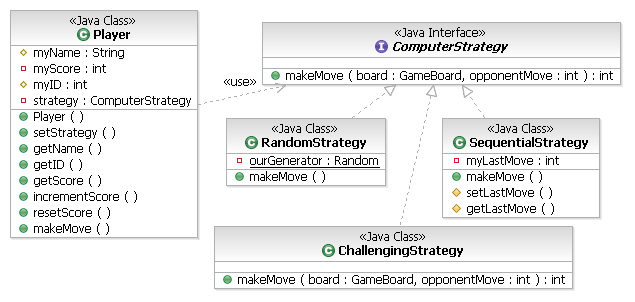 «Java Class»
Player
myName : String
myScore : int
myID : int
strategy : ComputerStrategy
Player ( )
setStrategy ( )
getName ( )
getID ( )
getScore ( )
incrementScore ( )
resetScore ( )
makeMove ( )
«use»
«Java Interface»
I ComputerStrategy
makeMove ( board : GameBoard, opponentMove : int ) : int
«Java Class»
C RandomStrategy
ourGenerator : Random
makeMove ( )
«Java Class»
C SequentialStrategy
myLastMove : int
makeMove ( )
setLastMove ( )
getLastMove ( )
«Java Class»
C ChallengingStrategy
makeMove ( board : GameBoard, opponentMove : int ) : int